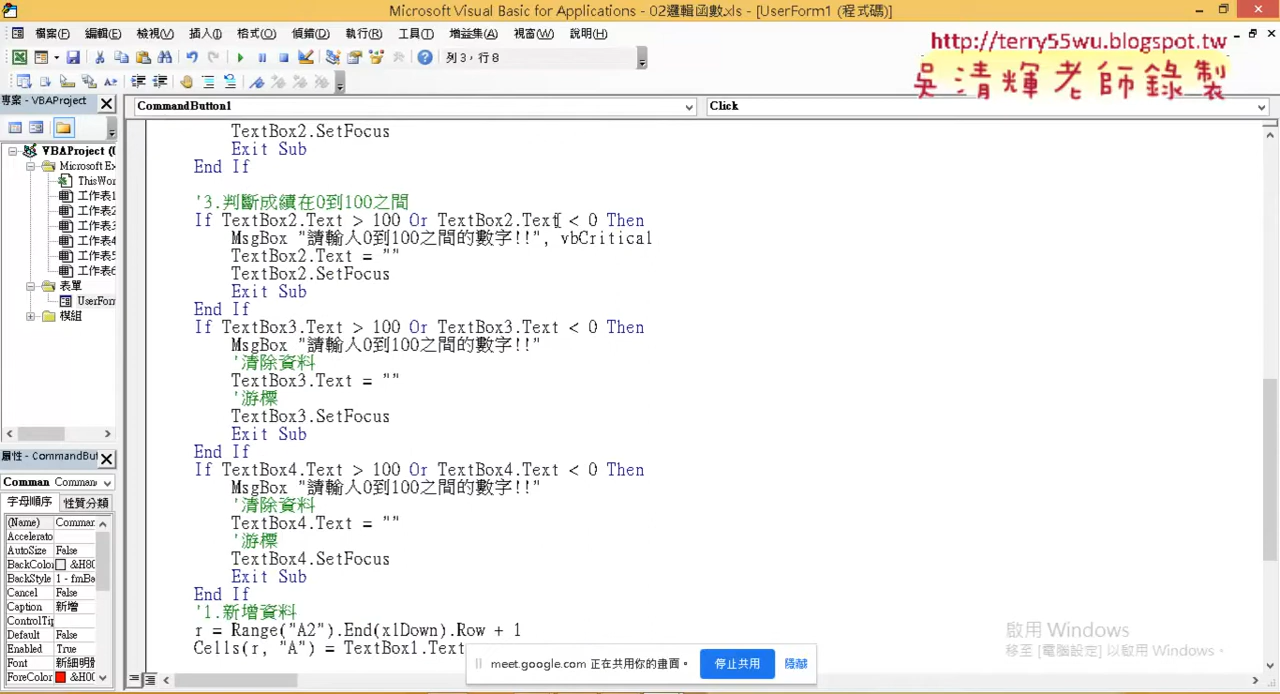 Microsoft Visual Basic for Applications - 02邏輯函數.xls - [UserForm1 (程式碼)]
檔案(F) 編輯(E) 檢視(V) 插入(I) 格式(O) 偵錯(D) 執行(R) 工具(T) 增益集(A) 視窗(W) 說明(H)
http://terry55wu.blogspot.tw
吳清輝老師錄製
列 3，行 8
專案 - VBAProject
CommandButton1
Click
VBAProject (
Microsoft Ex
ThisWor
工作表1
工作表2
工作表3
工作表4
工作表5
工作表6
表單
UserFor
模組
TextBox2.SetFocus
Exit Sub
End If
'3.判斷成績在0到100之間
If TextBox2.Text > 100 Or TextBox2.Text < 0 Then
MsgBox "請輸入0到100之間的數字!!", vbCritical
TextBox2.Text = ""
TextBox2.SetFocus
Exit Sub
End If
If TextBox3.Text > 100 Or TextBox3.Text < 0 Then
MsgBox "請輸入0到100之間的數字!!"
'清除資料
TextBox3.Text = ""
'游標
TextBox3.SetFocus
Exit Sub
End If
If TextBox4.Text > 100 Or TextBox4.Text < 0 Then
MsgBox "請輸入0到100之間的數字!!"
'清除資料
TextBox4.Text = ""
'游標
TextBox4.SetFocus
Exit Sub
End If
'1.新增資料
r = Range("A2").End(xlDown).Row + 1
Cells(r, "A") = TextBox1.Text
屬性 - CommandBut
Comman Comman
字母順序 性質分類
(Name) Commar
Accelerato
AutoSize False
BackColor &H80
BackStyle 1 - fmBa
Cancel False
Caption 新增
ControlTip
Default False
Enabled True
Font 新細明體
ForeColor &H00
meet.google.com 正在共用你的畫面。
停止共用
隱藏
啟用 Windows
移至 [電腦設定] 以啟用 Windows。